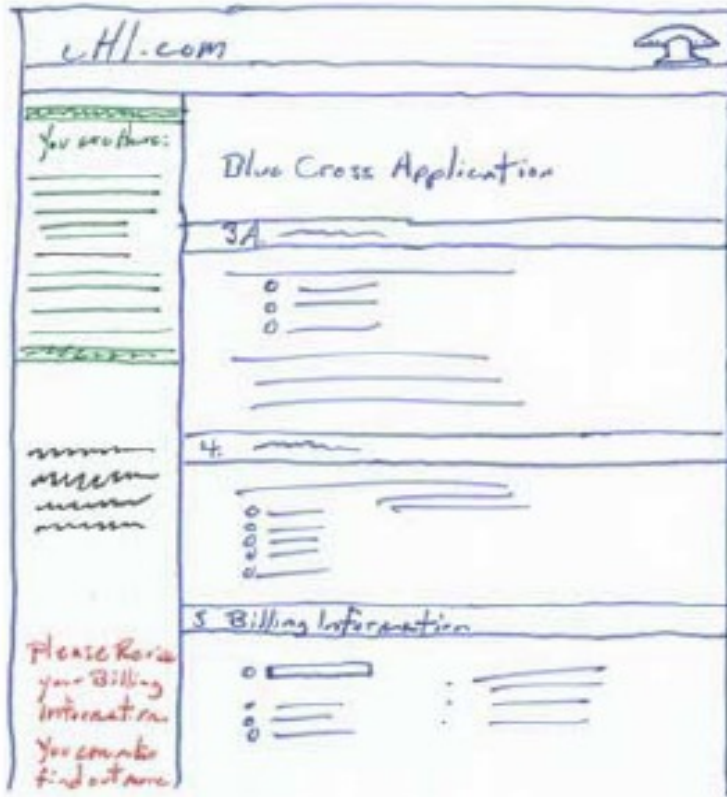 eHI.com
You are Here:
Blue Cross Application
3A.
4.
5 Billing Information
Please Revise
your Billing
Information.
You can also
find out more